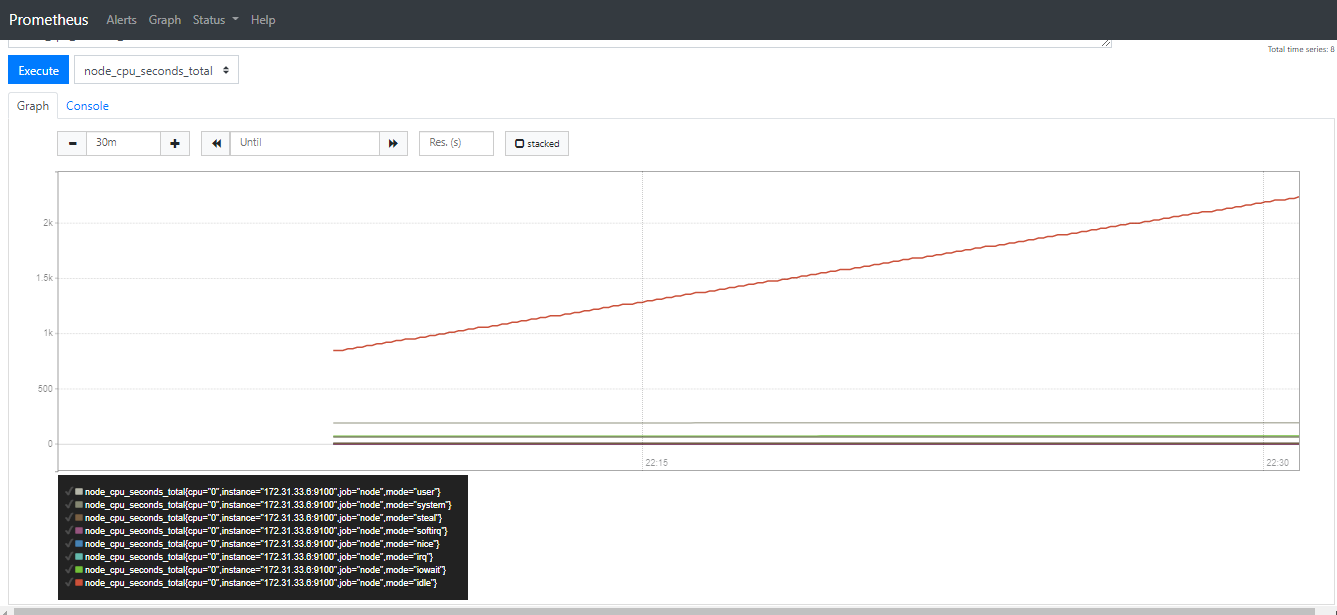 Prometheus Alerts Graph Status Help
Total time series: 8
Execute node_cpu_seconds_total
Graph Console
30m Until Res. (s) stacked
2k
1.5k
1k
500
0
22:15 22:30
node_cpu_seconds_total{cpu="0",instance="172.31.33.6:9100",job="node",mode="user"}
node_cpu_seconds_total{cpu="0",instance="172.31.33.6:9100",job="node",mode="system"}
node_cpu_seconds_total{cpu="0",instance="172.31.33.6:9100",job="node",mode="steal"}
node_cpu_seconds_total{cpu="0",instance="172.31.33.6:9100",job="node",mode="softirq"}
node_cpu_seconds_total{cpu="0",instance="172.31.33.6:9100",job="node",mode="nice"}
node_cpu_seconds_total{cpu="0",instance="172.31.33.6:9100",job="node",mode="irq"}
node_cpu_seconds_total{cpu="0",instance="172.31.33.6:9100",job="node",mode="iowait"}
node_cpu_seconds_total{cpu="0",instance="172.31.33.6:9100",job="node",mode="idle"}